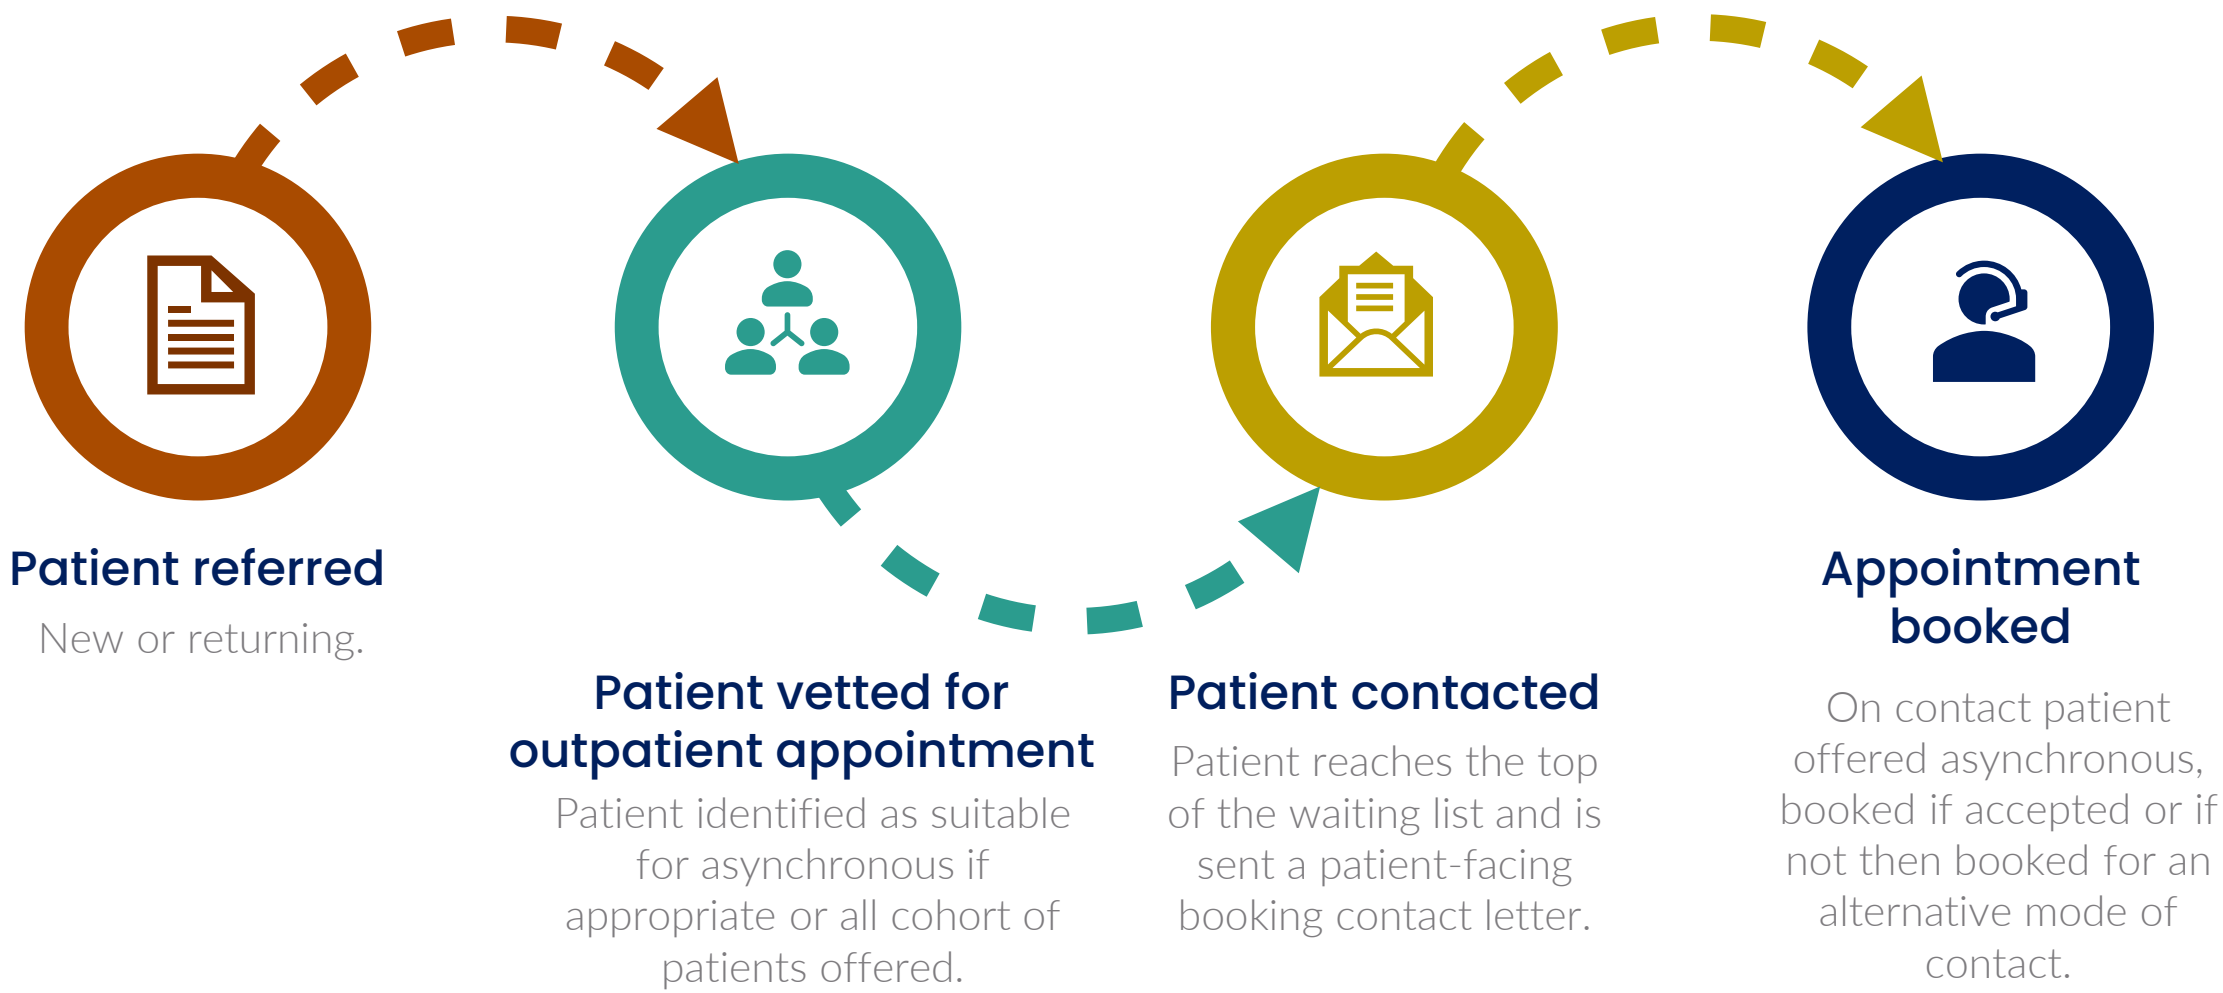 Patient referred
New or returning.
Patient vetted for
outpatient appointment
Patient identified as suitable
for asynchronous if
appropriate or all cohort of
patients offered.
Patient contacted
Patient reaches the top
of the waiting list and is
sent a patient-facing
booking contact letter.
Appointment
booked
On contact patient
offered asynchronous,
booked if accepted or if
not then booked for an
alternative mode of
contact.